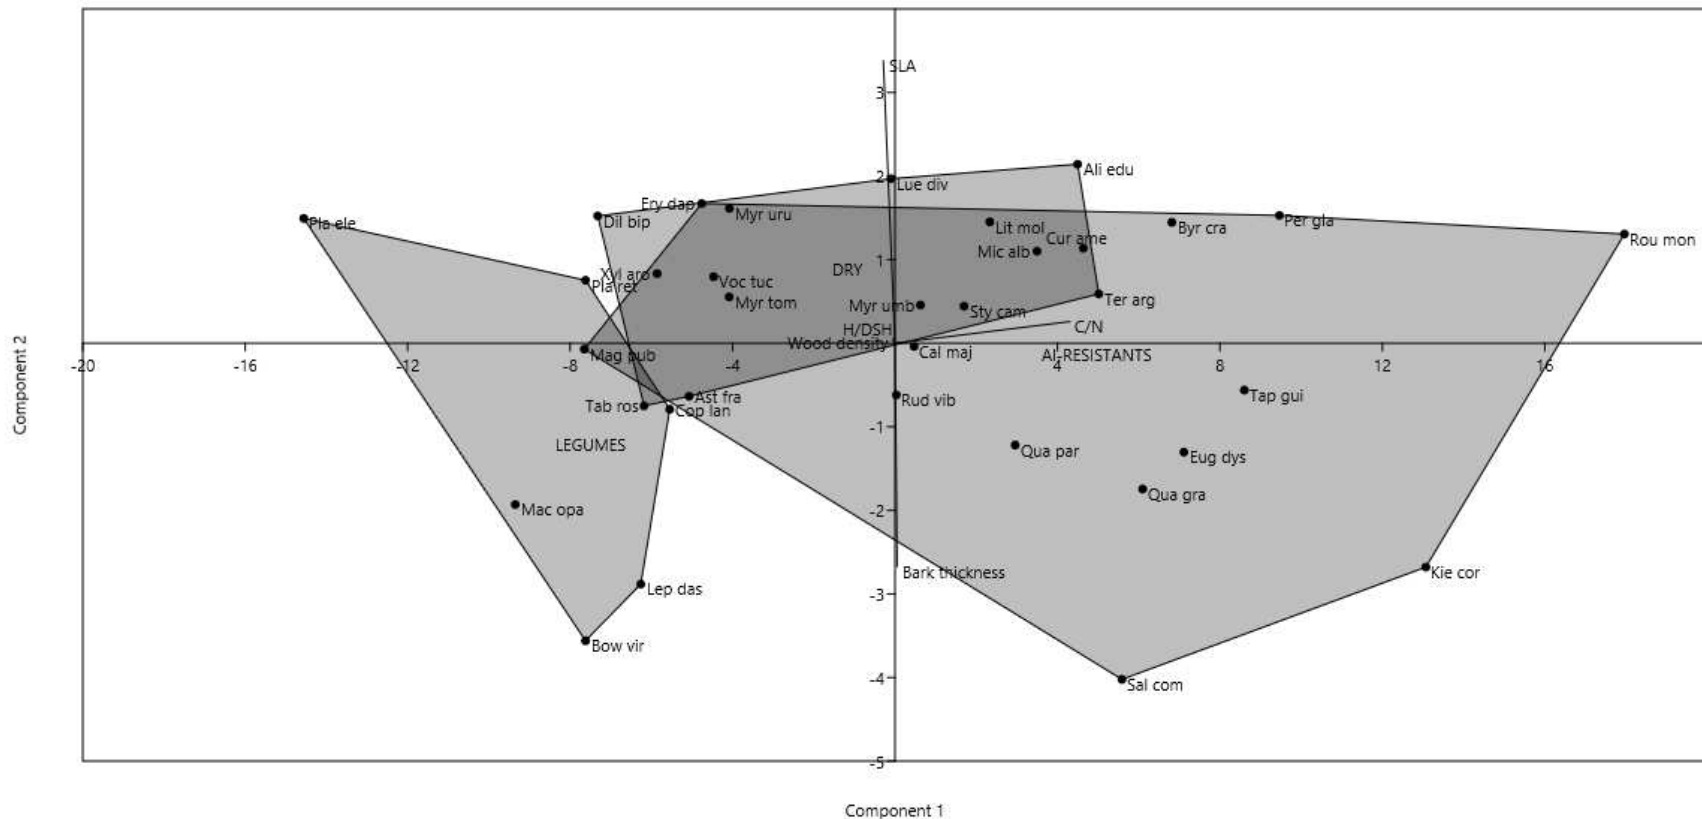 SLA
3
2
Lue div
Ali edu
Ery dap
Myr uru
Dil bip
Pla ele
Lit mol
Cur ame
Mic alb
Byr cra
Per gla
Rou mon
1
DRY
Xyl aro
Pla ret
Voc tuc
Myr tom
Myr umb
Sty cam
Ter arg
H/DSH
C/N
Wood density
Mag pub
Cal maj
Al-RESISTANTS
-20
-16
-12
-8
-4
4
8
12
16
Component 2
Tab ros
Ast fra
Cop lan
Rud vib
Tap gui
-1
LEGUMES
Qua par
Eug dys
Mac opa
Qua gra
-2
Bark thickness
Kie cor
-3
Lep das
Bow vir
-4
Sal com
-5
Component 1